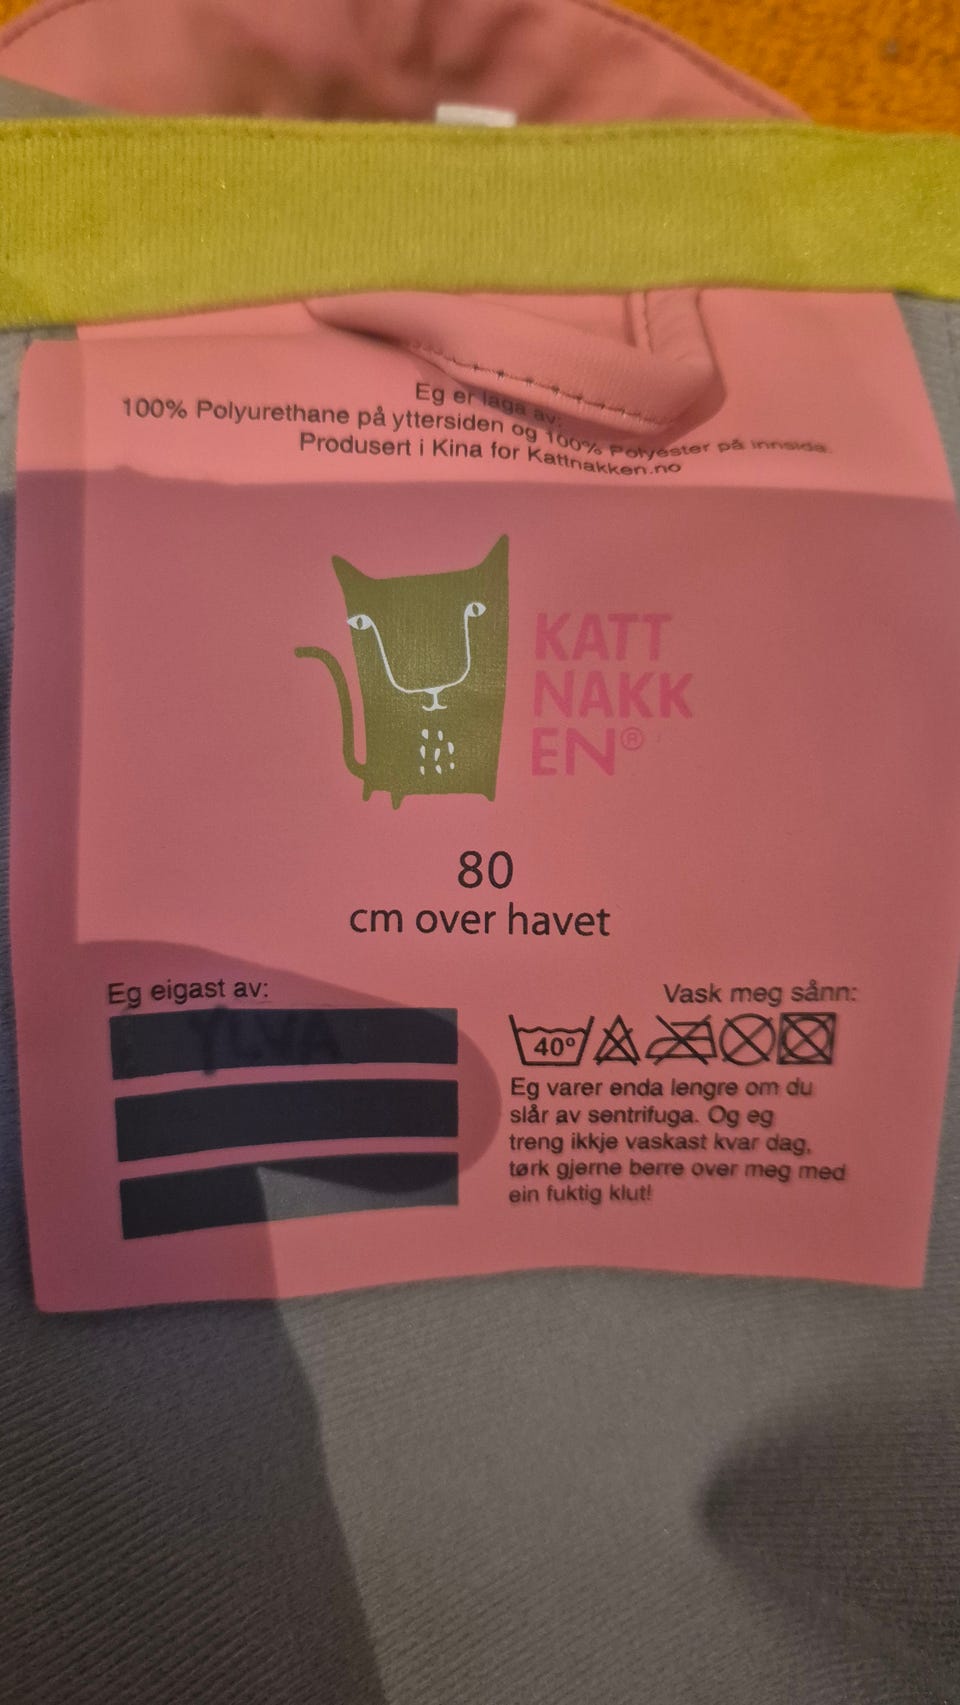 Eg er laga av:
100% Polyurethane på yttersiden og 100% Polyester på innsida.
Produsert i Kina for Kattnakken.no
KATT
NAKK
EN®
80
cm over havet
Eg eigast av:
YLVA
Vask meg sånn:
40°
Eg varer enda lengre om du
slår av sentrifuga. Og eg
treng ikkje vaskast kvar dag,
tørk gjerne berre over meg med
ein fuktig klut!